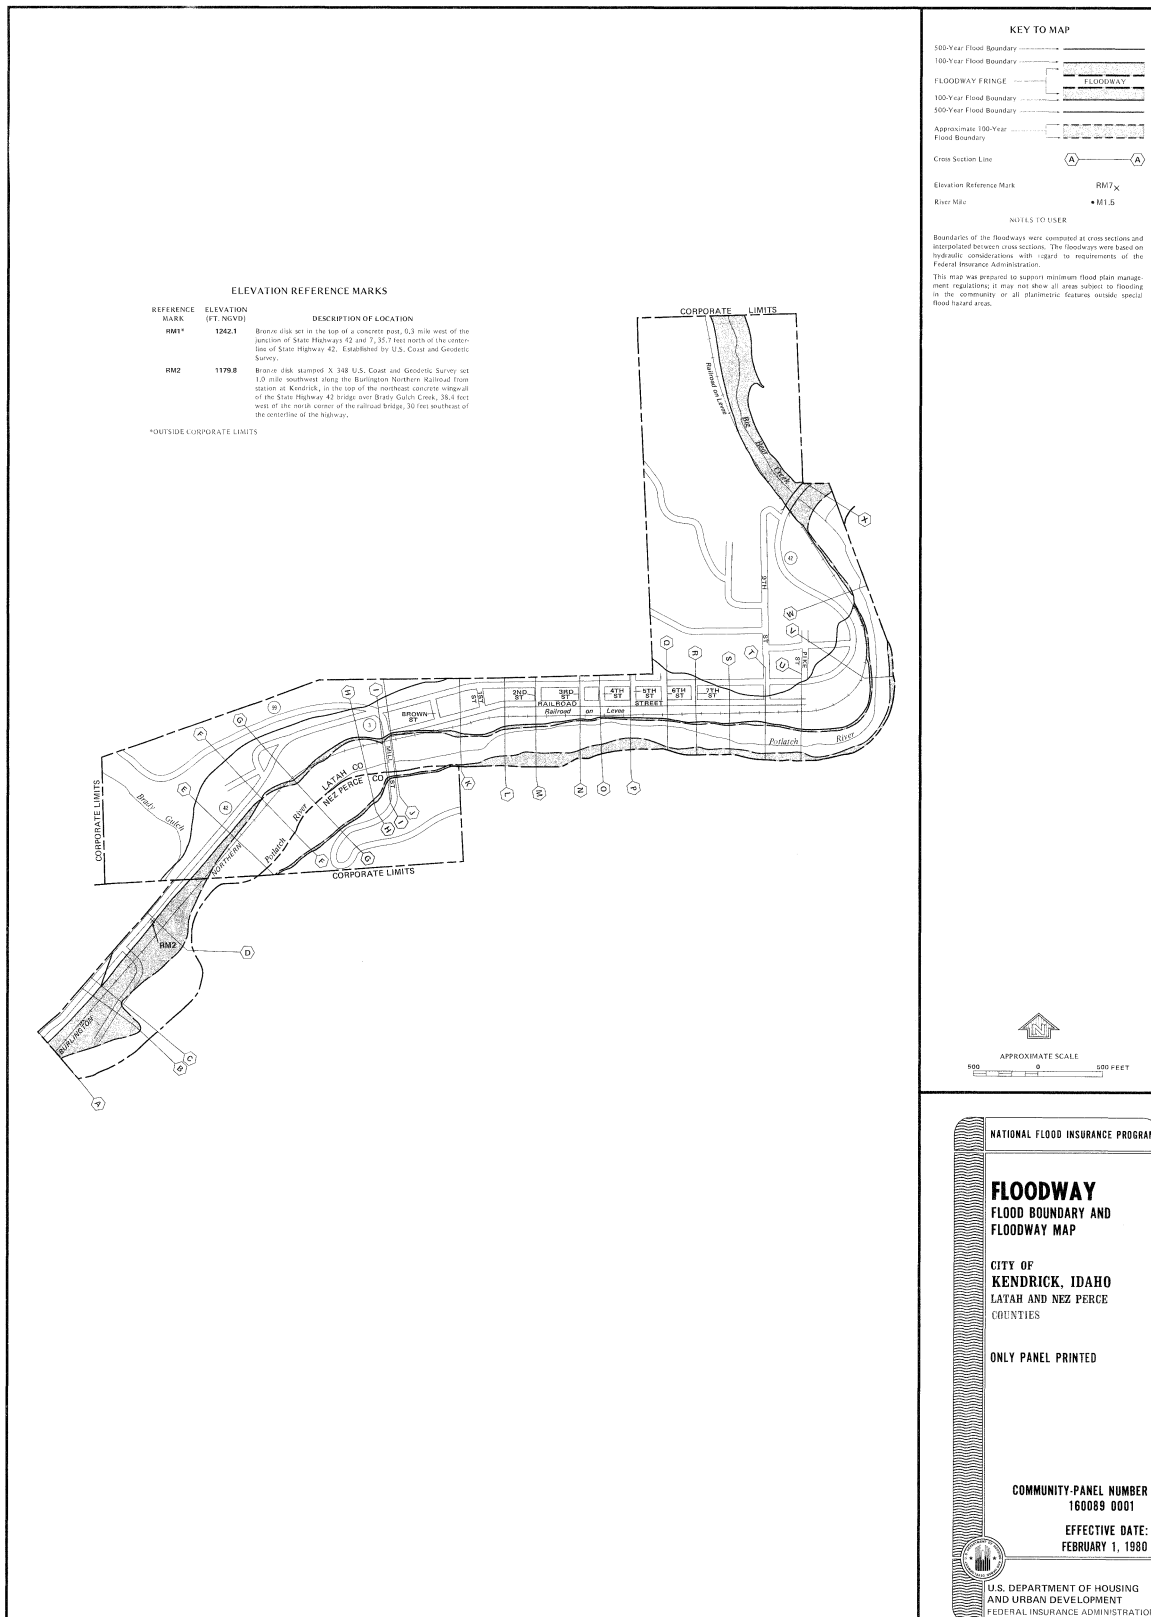 KEY TO MAP
500-Year Flood Boundary
100-Year Flood Boundary
FLOODWAY FRINGE
FLOODWAY
100-Year Flood Boundary
500-Year Flood Boundary
Approximate 100-Year
Flood Boundary
Cross Section Line
A A
Elevation Reference Mark
RM7
River Mile
M1.5
NOTES TO USER
Boundaries of the floodways were computed at cross sections and
interpolated between cross sections. The floodways were based on
hydraulic considerations with regard to requirements of the
Federal Insurance Administration.
This map was prepared to support minimum flood plain manage-
ment regulations; it may not show all areas subject to flooding
in the community or all planimetric features outside special
flood hazard areas.
ELEVATION REFERENCE MARKS
REFERENCE MARK
ELEVATION (FT. NGVD)
DESCRIPTION OF LOCATION
RM1* 1242.1 Bronze disk set in the top of a concrete post, 0.3 mile west of the
junction of State Highways 42 and 7, 35.7 feet north of the center-
line of State Highway 42. Established by U.S. Coast and Geodetic
Survey.
RM2 1179.8 Bronze disk stamped X 348 U.S. Coast and Geodetic Survey set
1.0 mile southwest along the Burlington Northern Railroad from
station at Kendrick, in the top of the northeast concrete wingwall
of the State Highway 42 bridge over Brady Gulch Creek, 38.4 feet
west of the north corner of the railroad bridge, 30 feet southeast of
the centerline of the highway.
*OUTSIDE CORPORATE LIMITS
CORPORATE LIMITS
Railroad on Levee
Big Bear Creek
X
42
9TH ST
W
V
PIKE ST
Q
R
S
T
U
H
I
G
F
E
99
3
1ST ST
2ND ST
3RD ST
4TH ST
5TH ST
6TH ST
7TH ST
RAILROAD STREET
Railroad on Levee
BROWN ST
MILL ST
Potlatch River
LATAH CO
NEZ PERCE CO
K
L
M
N
O
P
J
I
H
G
F
CORPORATE LIMITS
Brady Gulch
42
NORTHERN
Potlatch River
CORPORATE LIMITS
RM2
D
BURLINGTON
C
B
A
N
APPROXIMATE SCALE
500 0 500 FEET
NATIONAL FLOOD INSURANCE PROGRAM
FLOODWAY
FLOOD BOUNDARY AND
FLOODWAY MAP
CITY OF
KENDRICK, IDAHO
LATAH AND NEZ PERCE
COUNTIES
ONLY PANEL PRINTED
COMMUNITY-PANEL NUMBER
160089 0001
EFFECTIVE DATE:
FEBRUARY 1, 1980
U.S. DEPARTMENT OF HOUSING
AND URBAN DEVELOPMENT
FEDERAL INSURANCE ADMINISTRATION